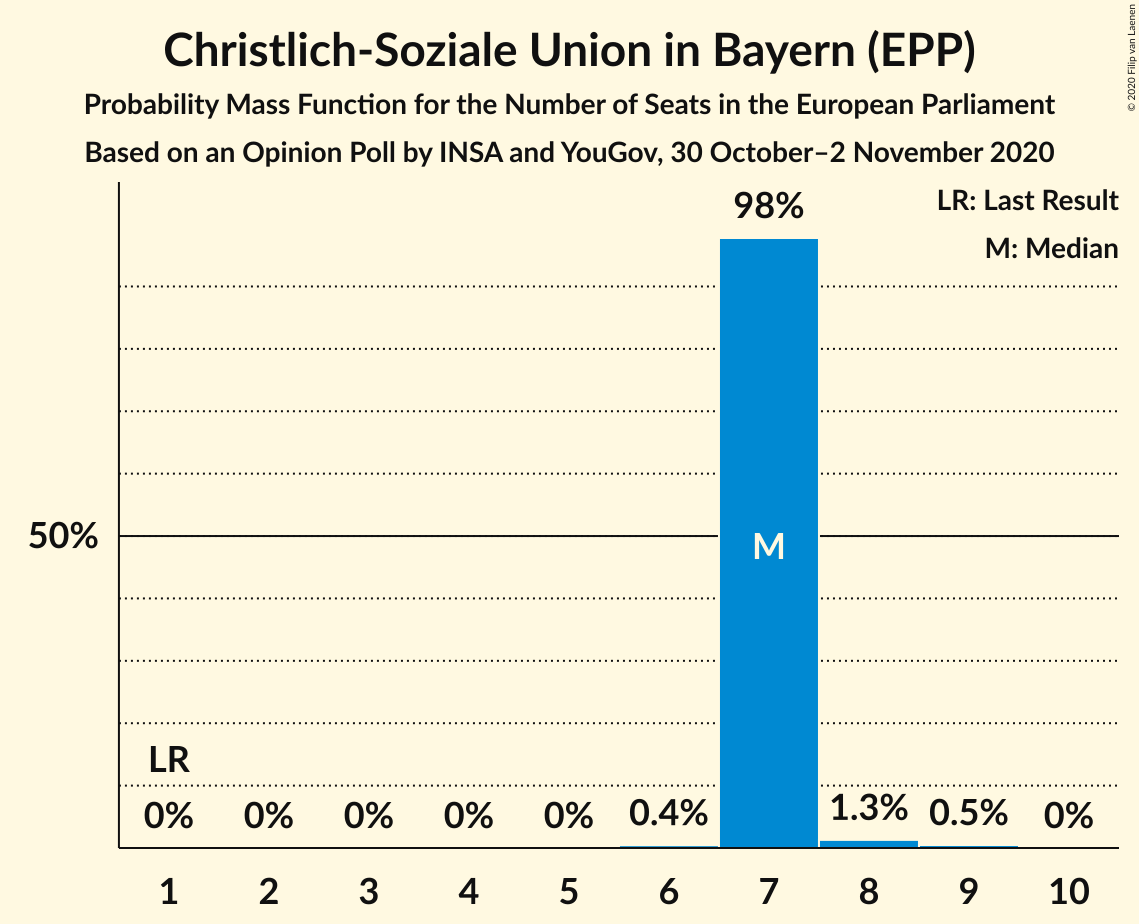 Christlich-Soziale Union in Bayern (EPP)
Probability Mass Function for the Number of Seats in the European Parliament
Based on an Opinion Poll by INSA and YouGov, 30 October–2 November 2020
© 2020 Filip van Laenen
LR: Last Result
M: Median
98%
50%
M
LR
0% 0% 0% 0% 0% 0.4% 1.3% 0.5% 0%
1 2 3 4 5 6 7 8 9 10